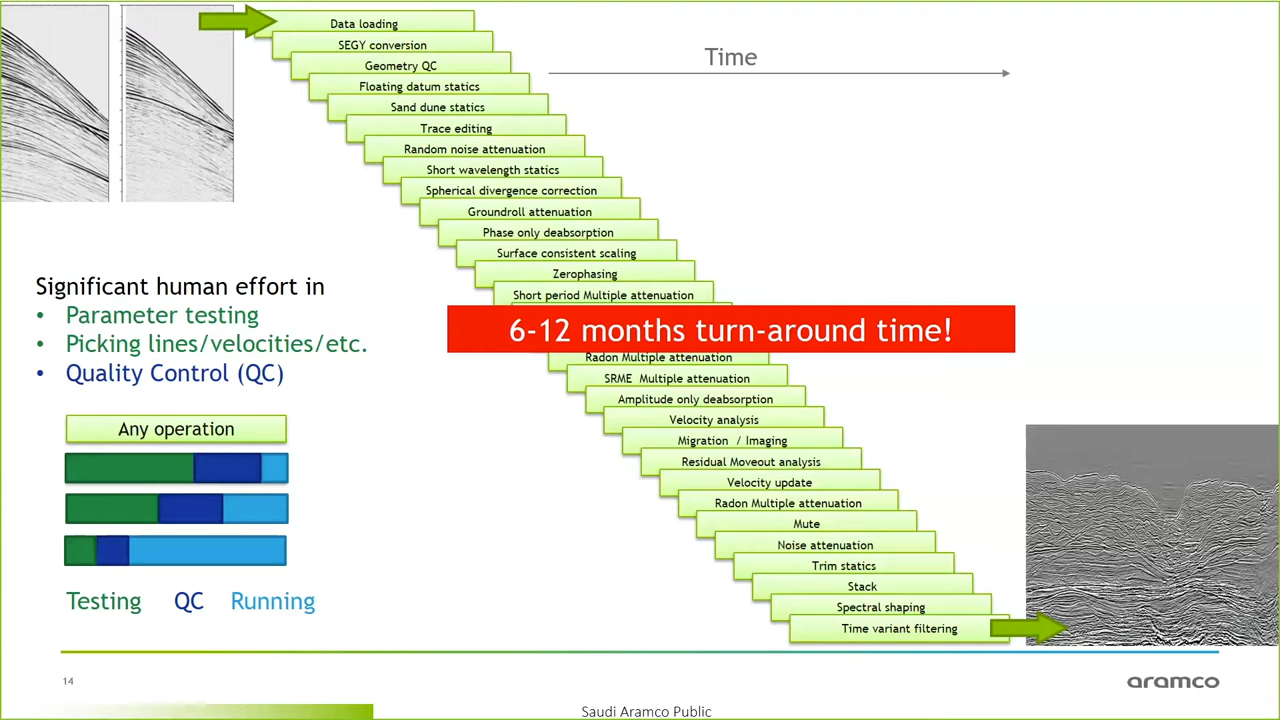 Data loading
SEGY conversion
Geometry QC
Floating datum statics
Sand dune statics
Trace editing
Random noise attenuation
Short wavelength statics
Spherical divergence correction
Groundroll attenuation
Phase only deabsorption
Surface consistent scaling
Zerophasing
Short period Multiple attenuation
Time
6-12 months turn-around time!
Radon Multiple attenuation
SRME Multiple attenuation
Amplitude only deabsorption
Velocity analysis
Migration / Imaging
Residual Moveout analysis
Velocity update
Radon Multiple attenuation
Mute
Noise attenuation
Trim statics
Stack
Spectral shaping
Time variant filtering
Significant human effort in
• Parameter testing
• Picking lines/velocities/etc.
• Quality Control (QC)
Any operation
Testing QC Running
14
aramco
Saudi Aramco Public